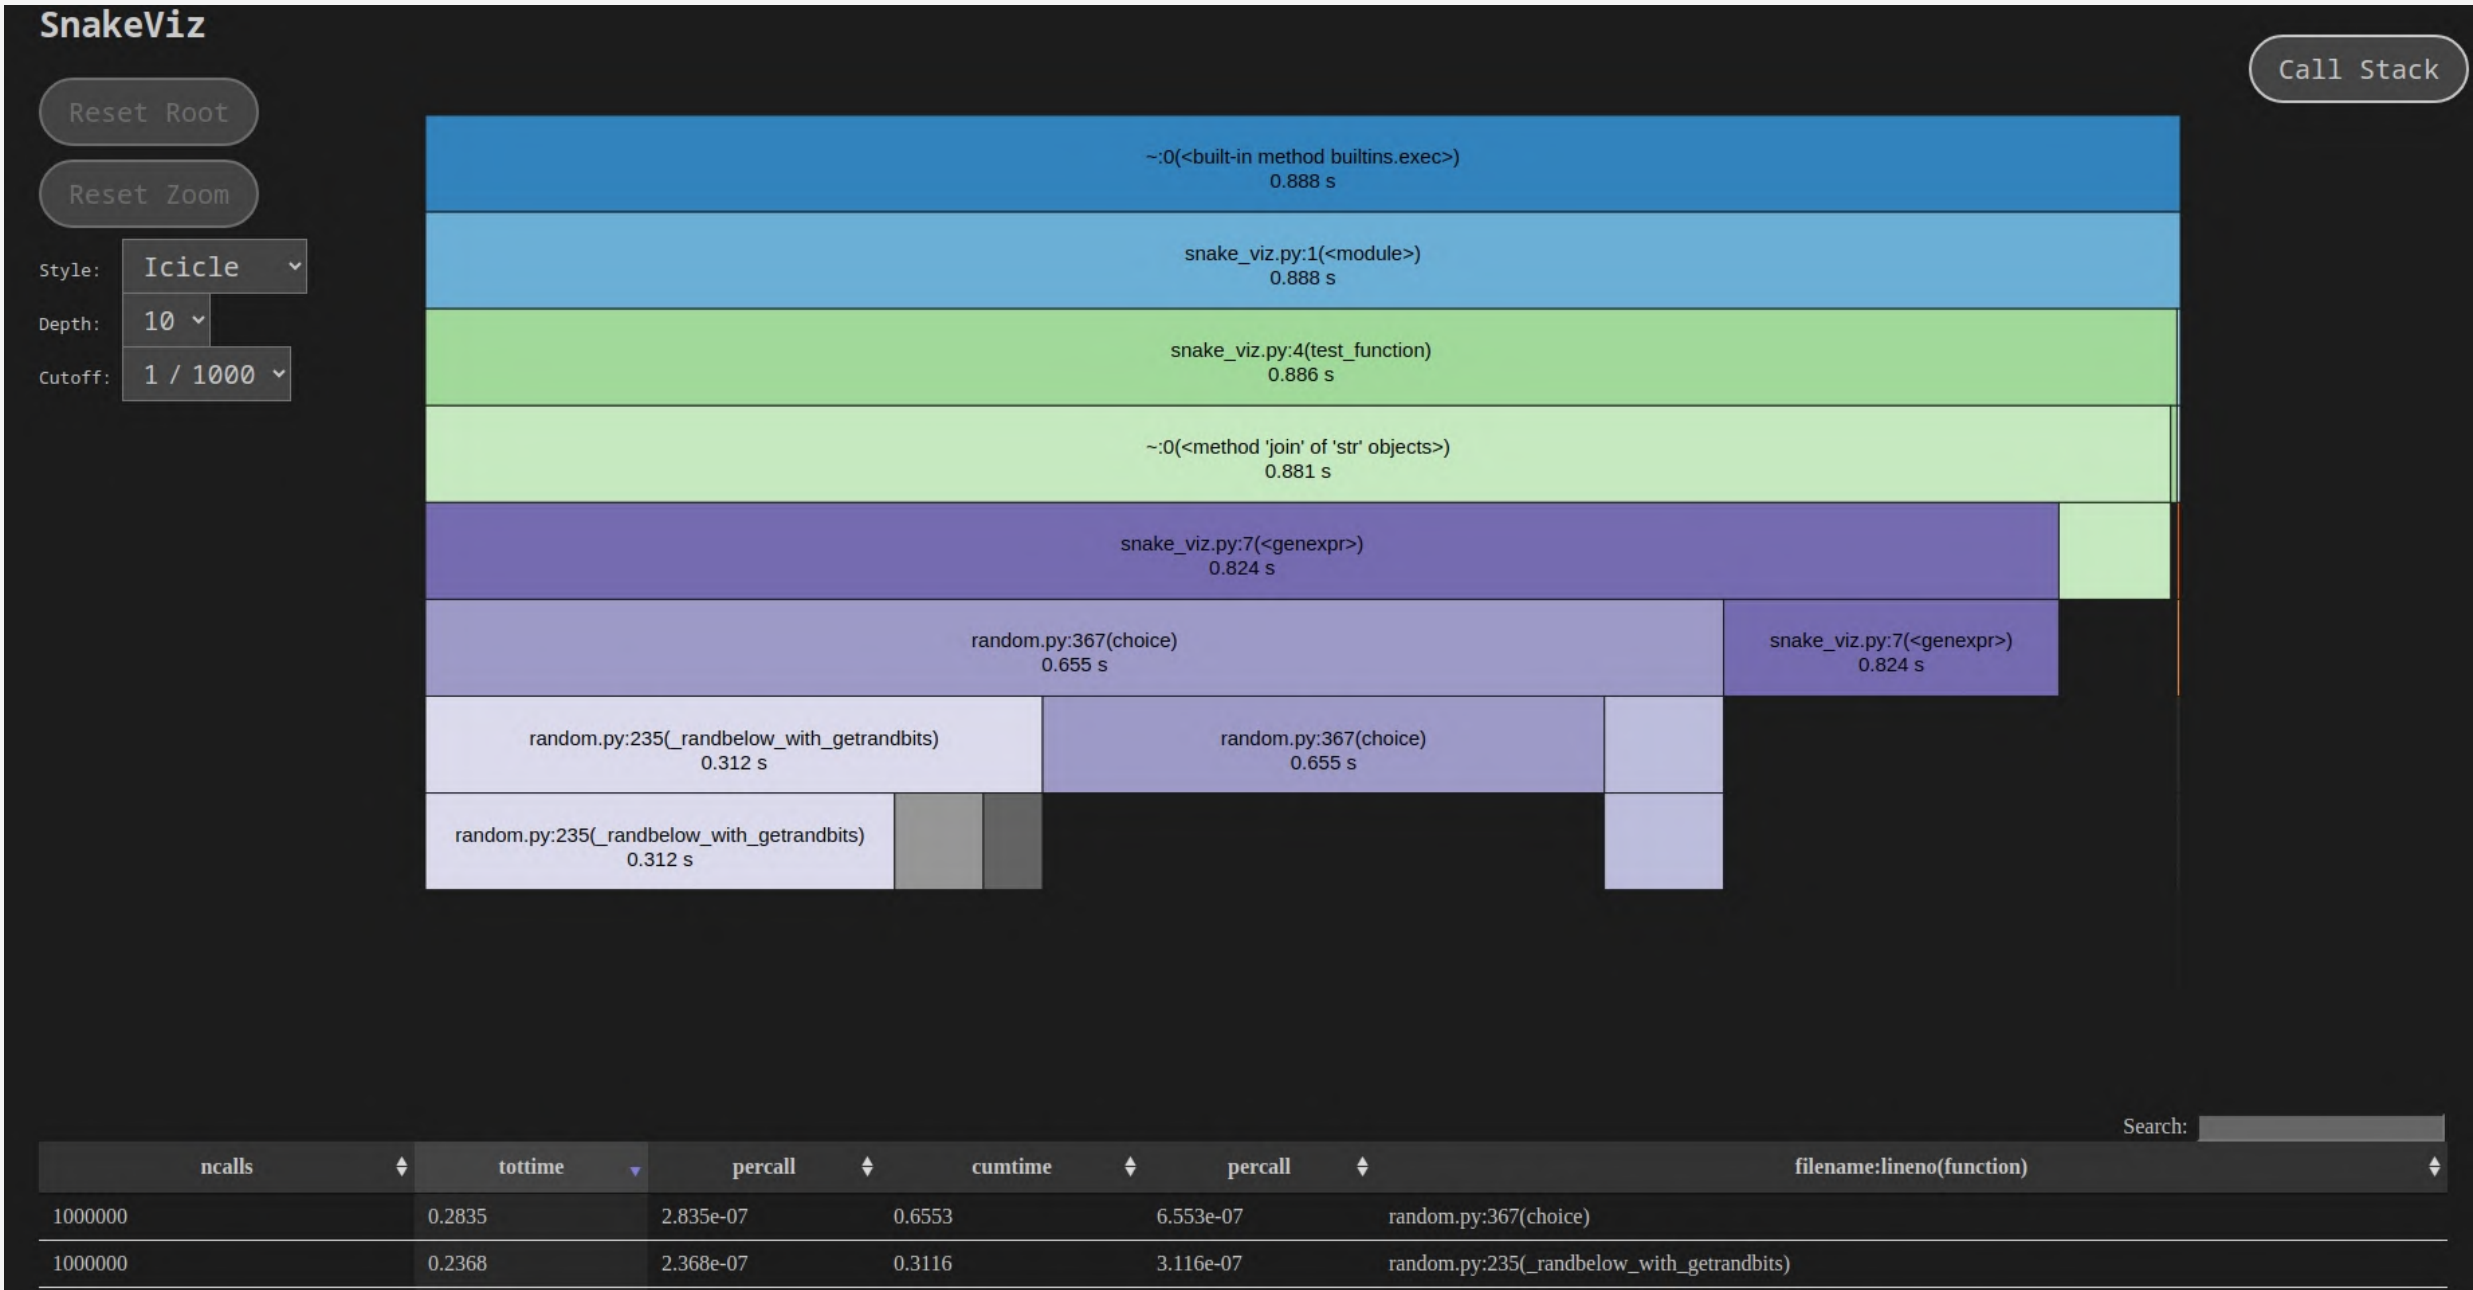 SnakeViz
Call Stack
Reset Root
Reset Zoom
Style: Icicle
Depth: 10
Cutoff: 1 / 1000
~:0(<built-in method builtins.exec>)
0.888 s
snake_viz.py:1(<module>)
0.888 s
snake_viz.py:4(test_function)
0.886 s
~:0(<method 'join' of 'str' objects>)
0.881 s
snake_viz.py:7(<genexpr>)
0.824 s
random.py:367(choice)
0.655 s
snake_viz.py:7(<genexpr>)
0.824 s
random.py:235(_randbelow_with_getrandbits)
0.312 s
random.py:367(choice)
0.655 s
random.py:235(_randbelow_with_getrandbits)
0.312 s
Search:
ncalls tottime percall cumtime percall filename:lineno(function)
1000000 0.2835 2.835e-07 0.6553 6.553e-07 random.py:367(choice)
1000000 0.2368 2.368e-07 0.3116 3.116e-07 random.py:235(_randbelow_with_getrandbits)